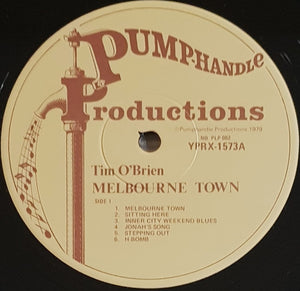 PUMP-HANDLE
Productions
℗Pumphandle Productions 1979
NO. PLP 002
YPRX-1573A
Tim O'Brien
MELBOURNE TOWN
SIDE 1
1. MELBOURNE TOWN
2. SITTING HERE
3. INNER CITY WEEKEND BLUES
4. JONAH'S SONG
5. STEPPING OUT
6. H-BOMB